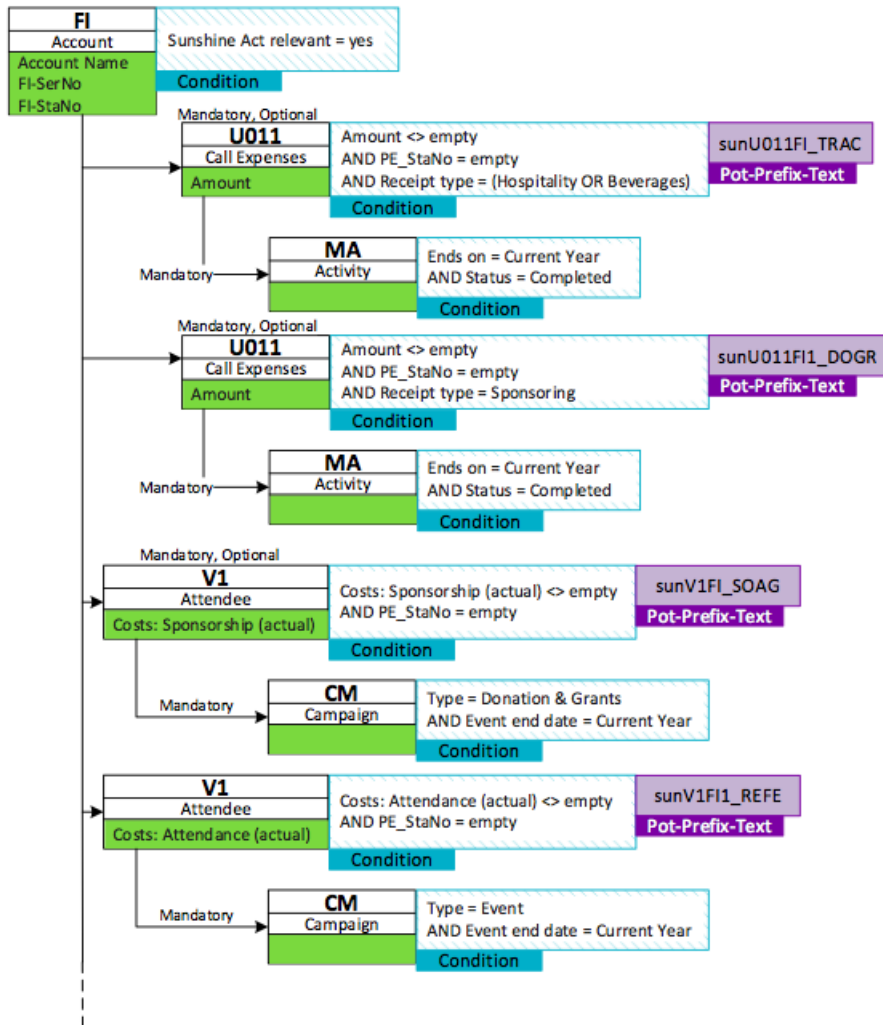 FI
Account
Account Name
FI-SerNo
FI-StaNo
Sunshine Act relevant = yes
Condition
Mandatory, Optional
U011
Call Expenses
Amount
Amount <> empty
AND PE_StaNo = empty
AND Receipt type = (Hospitality OR Beverages)
Condition
sunU011FI_TRAC
Pot-Prefix-Text
Mandatory
MA
Activity
Ends on = Current Year
AND Status = Completed
Condition
Mandatory, Optional
U011
Call Expenses
Amount
Amount <> empty
AND PE_StaNo = empty
AND Receipt type = Sponsoring
Condition
sunU011FI1_DOGR
Pot-Prefix-Text
Mandatory
MA
Activity
Ends on = Current Year
AND Status = Completed
Condition
Mandatory, Optional
V1
Attendee
Costs: Sponsorship (actual)
Costs: Sponsorship (actual) <> empty
AND PE_StaNo = empty
Condition
sunV1FI_SOAG
Pot-Prefix-Text
Mandatory
CM
Campaign
Type = Donation & Grants
AND Event end date = Current Year
Condition
V1
Attendee
Costs: Attendance (actual)
Costs: Attendance (actual) <> empty
AND PE_StaNo = empty
Condition
sunV1FI1_REFE
Pot-Prefix-Text
Mandatory
CM
Campaign
Type = Event
AND Event end date = Current Year
Condition